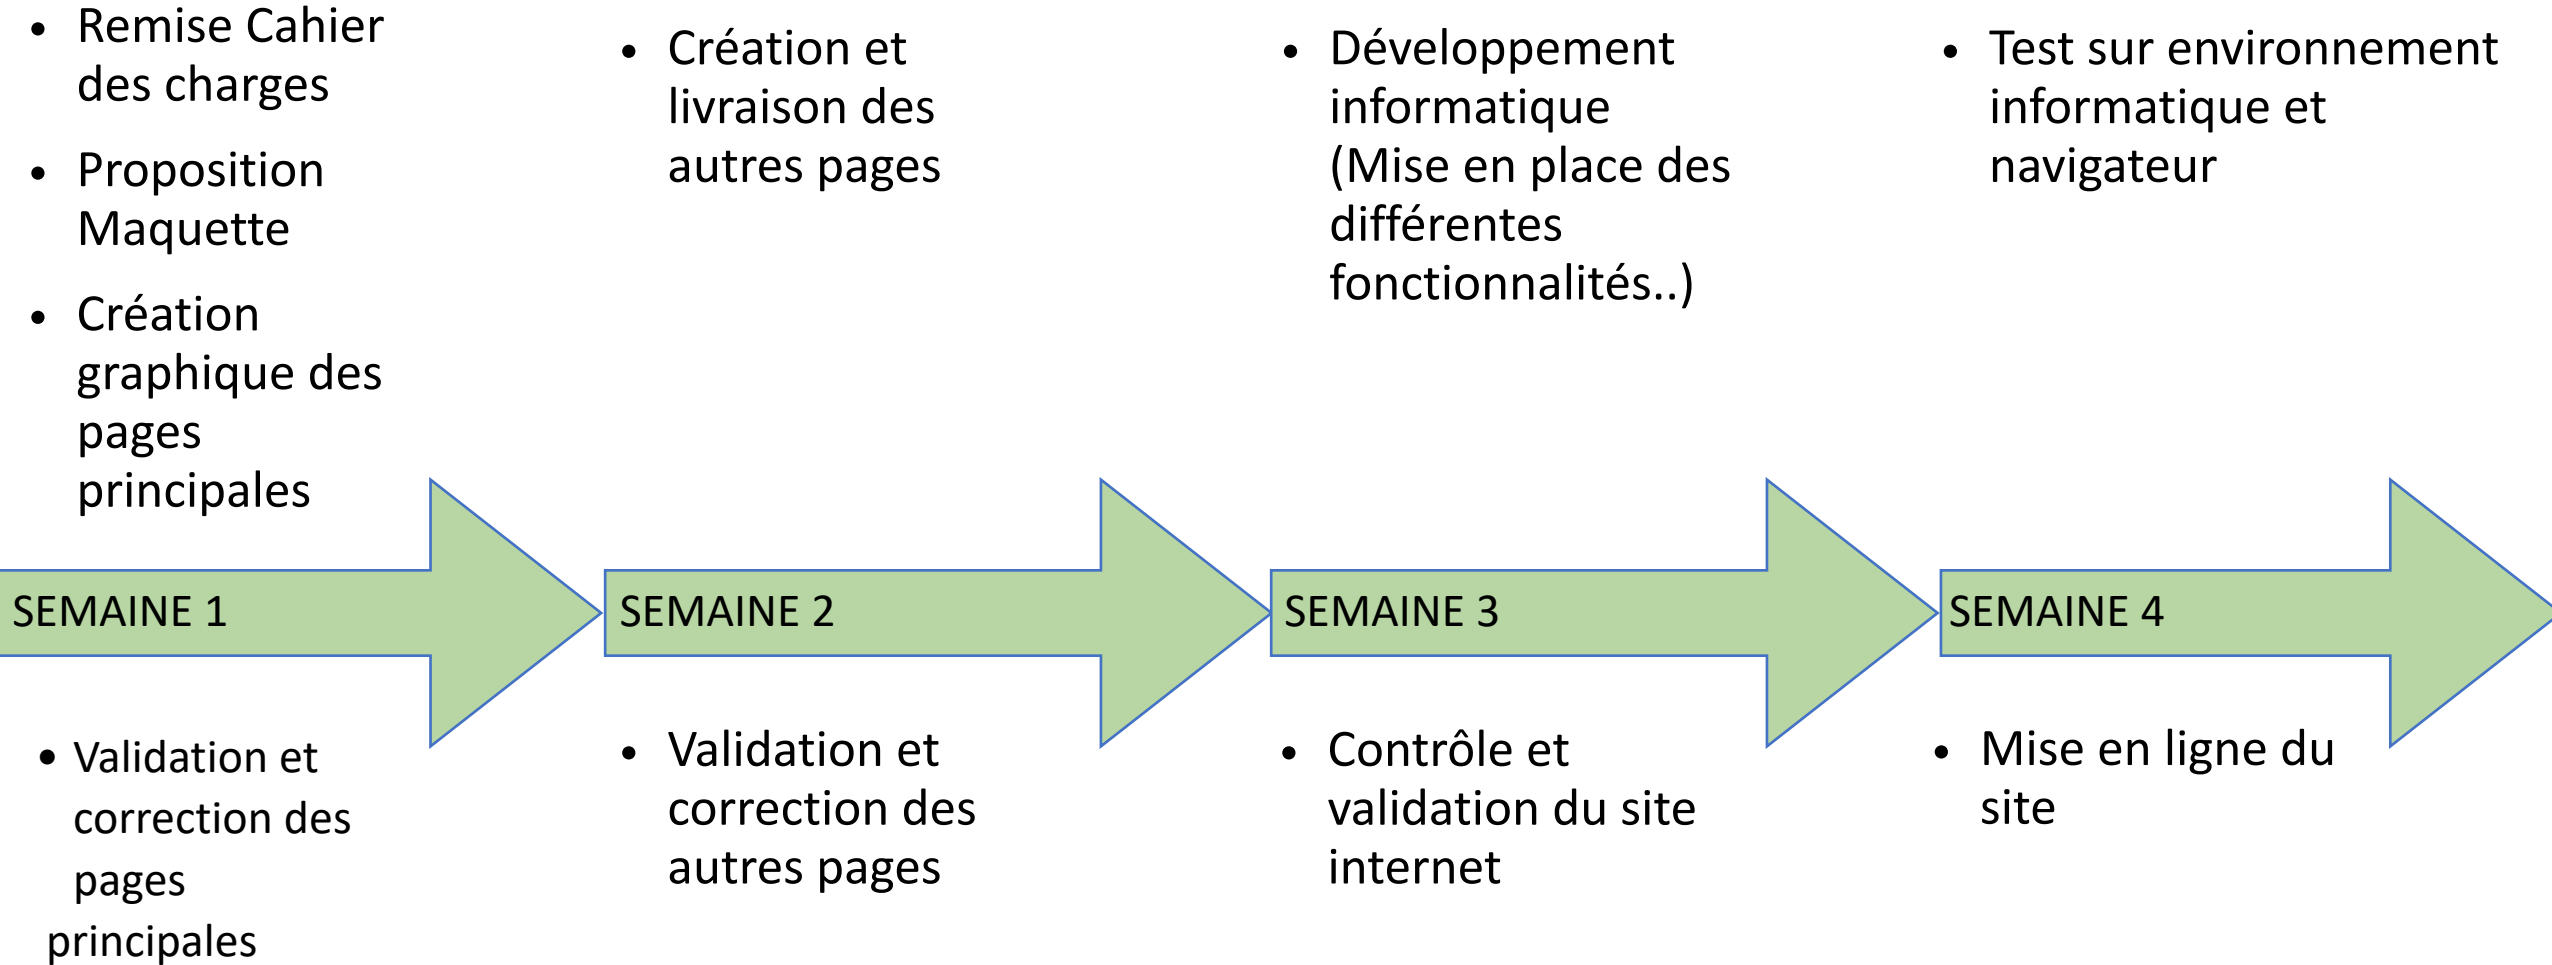 • Remise Cahier
des charges
• Proposition
Maquette
• Création
graphique des
pages
principales
• Création et
livraison des
autres pages
• Développement
informatique
(Mise en place des
différentes
fonctionnalités..)
• Test sur environnement
informatique et
navigateur
SEMAINE 1
SEMAINE 2
SEMAINE 3
SEMAINE 4
• Validation et
correction des
pages
principales
• Validation et
correction des
autres pages
• Contrôle et
validation du site
internet
• Mise en ligne du
site